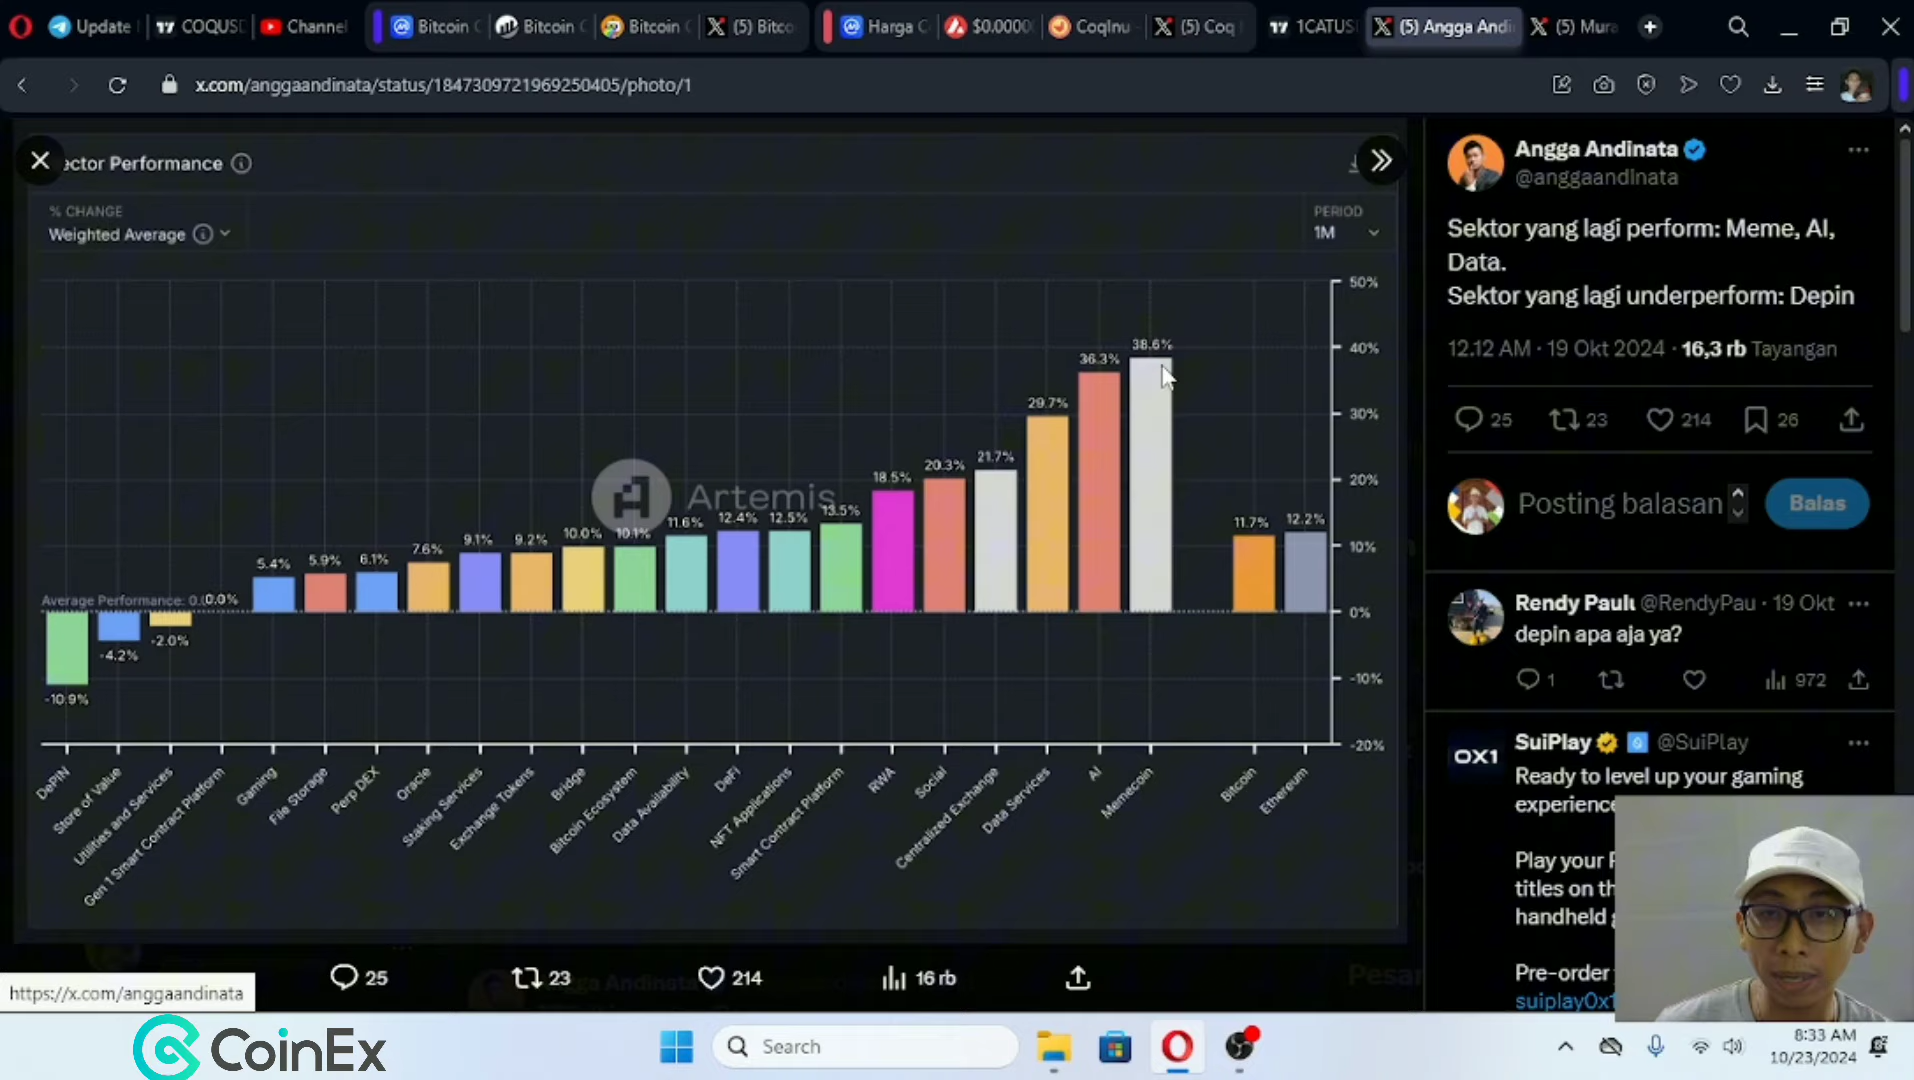 Update
COQUSD
Channel
Bitcoin
Bitcoin
Bitcoin
(5) Bitco
Harga C
$0.0000
CoqInu
(5) Coq
1CATUS
(5) Angga Andi
(5) Mura
x.com/anggaandinata/status/1847309721969250405/photo/1
ector Performance
% CHANGE
Weighted Average
PERIOD
1M
50%
40%
30%
20%
10%
0%
-10%
-20%
Average Performance: 0.
-10.9%
-4.2%
-2.0%
0.0%
5.4%
5.9%
6.1%
7.6%
9.1%
9.2%
10.0%
10.1%
11.6%
12.4%
12.5%
13.5%
18.5%
20.3%
21.7%
29.7%
36.3%
38.6%
11.7%
12.2%
Artemis
DePIN
Store of Value
Utilities and Services
Gen 1 Smart Contract Platform
Gaming
File Storage
Perp DEX
Oracle
Staking Services
Exchange Tokens
Bridge
Bitcoin Ecosystem
Data Availability
DeFi
NFT Applications
Smart Contract Platform
RWA
Social
Centralized Exchange
Data Services
AI
Memecoin
Bitcoin
Ethereum
25
23
214
16 rb
https://x.com/anggaandinata
Angga Andinata
@anggaandinata
Sektor yang lagi perform: Meme, AI,
Data.
Sektor yang lagi underperform: Depin
12.12 AM · 19 Okt 2024 · 16,3 rb Tayangan
25
23
214
26
Posting balasan
Balas
Rendy Paulu @RendyPau · 19 Okt
depin apa aja ya?
1
972
0X1
SuiPlay @SuiPlay
Ready to level up your gaming
experience
Play your
titles on th
handheld
Pre-order
suiplay0x1
CoinEx
Search
8:33 AM
10/23/2024